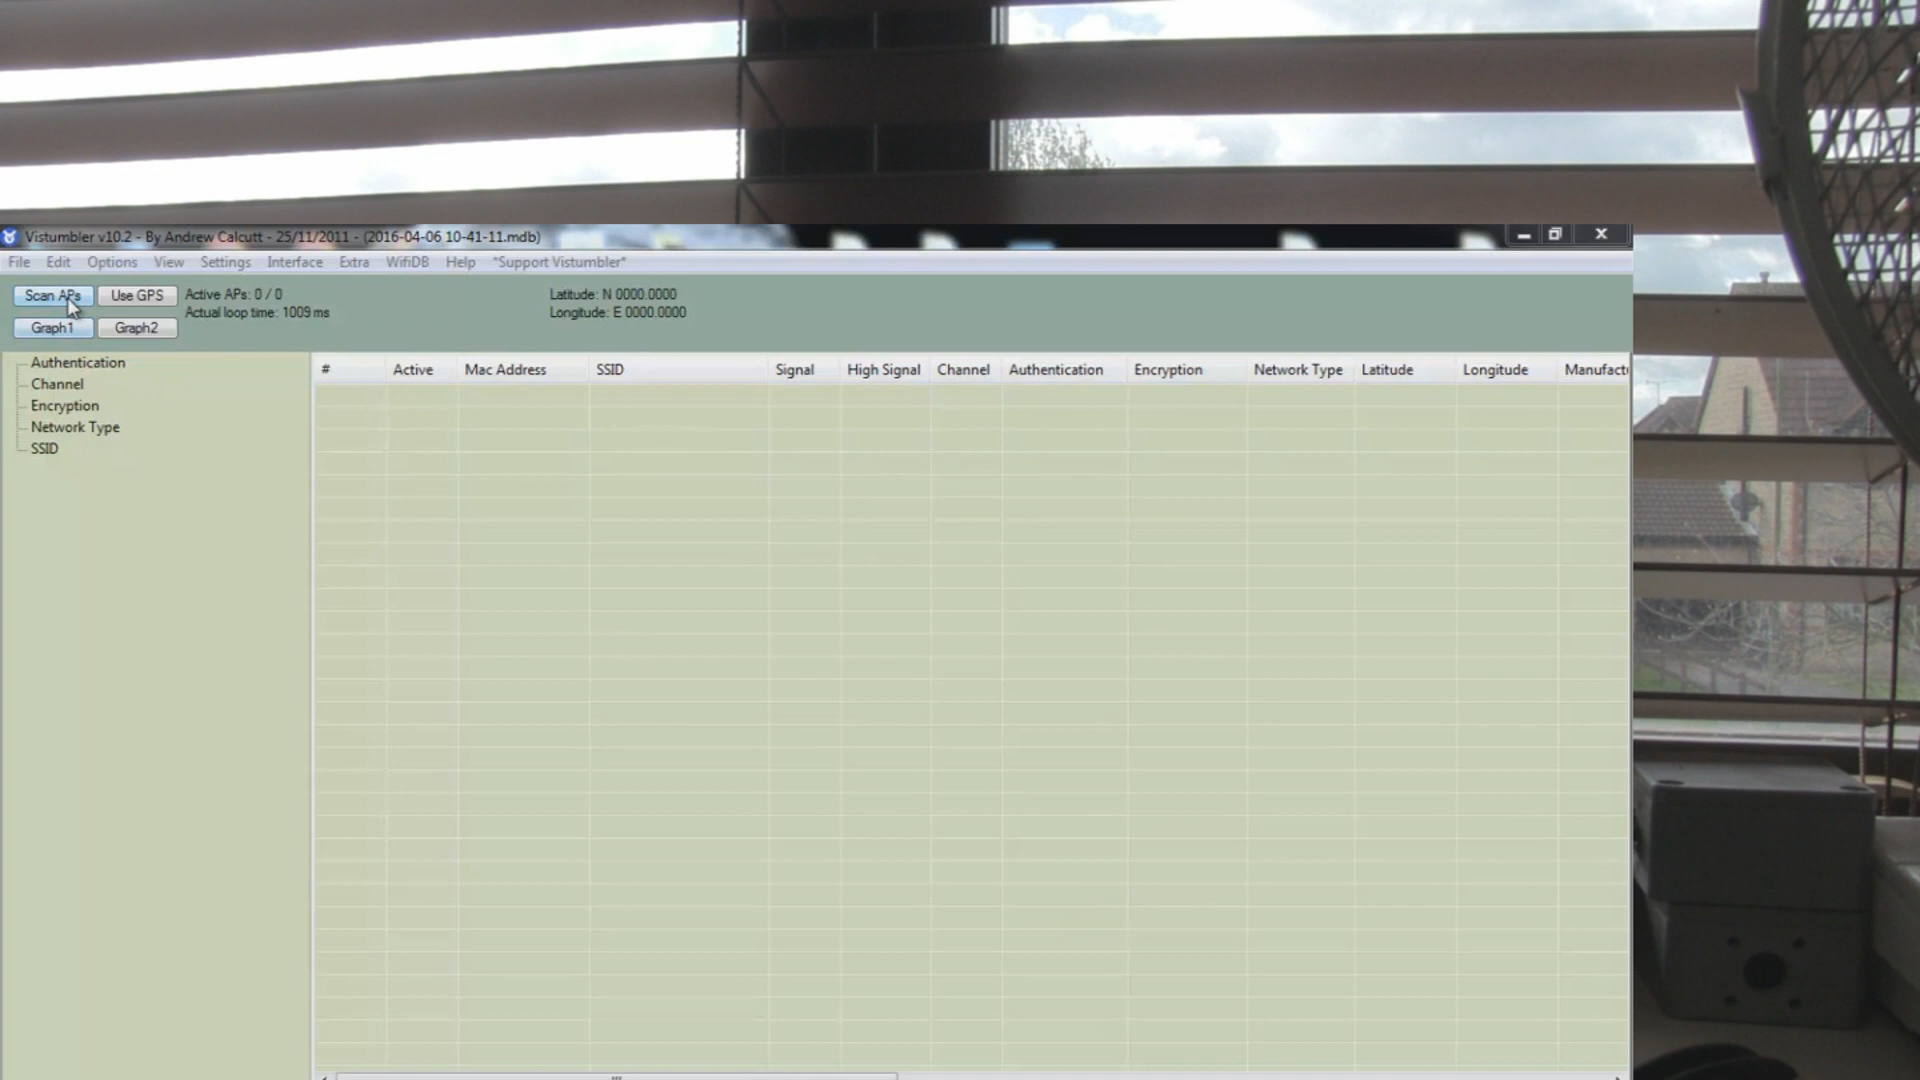 Vistumbler v10.2 - By Andrew Calcutt - 25/11/2011 - (2016-04-06 10-41-11.mdb)
File Edit Options View Settings Interface Extra WifiDB Help *Support Vistumbler*
Scan APs Use GPS Active APs: 0 / 0 Latitude: N 0000.0000
Actual loop time: 1009 ms Longitude: E 0000.0000
Graph1 Graph2
Authentication
Channel
Encryption
Network Type
SSID
# Active Mac Address SSID Signal High Signal Channel Authentication Encryption Network Type Latitude Longitude Manufact